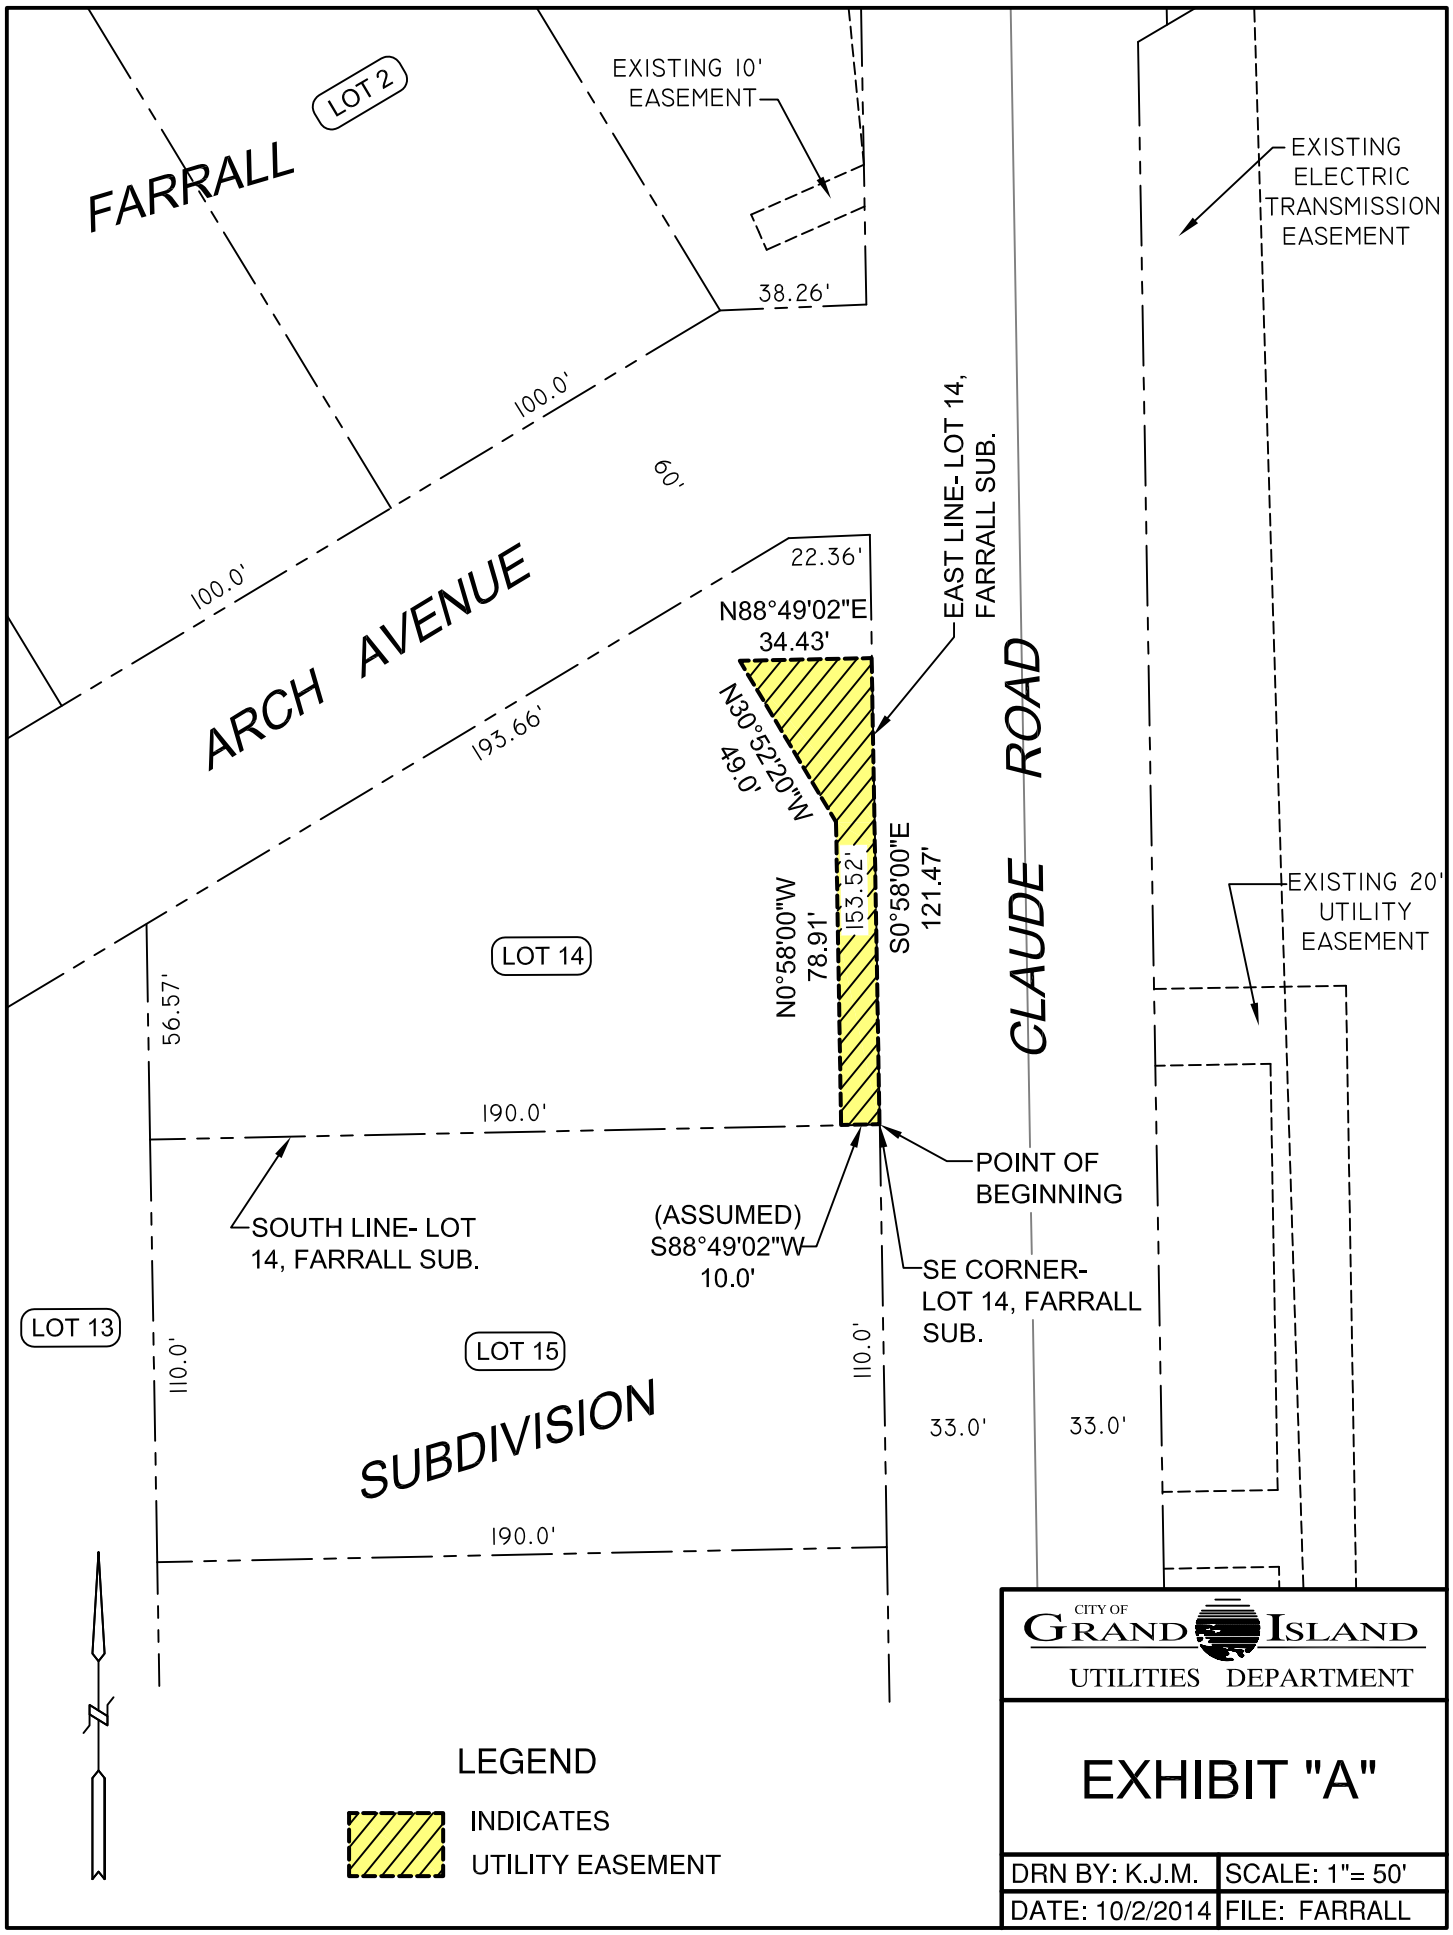 LOT 2
FARRALL
EXISTING 10'
EASEMENT
EXISTING
ELECTRIC
TRANSMISSION
EASEMENT
38.26'
100.0'
100.0'
60'
ARCH AVENUE
22.36'
EAST LINE- LOT 14,
FARRALL SUB.
N88°49'02"E
34.43'
193.66'
N30°52'20"W
49.0'
CLAUDE ROAD
153.52'
S0°58'00"E
121.47'
N0°58'00"W
78.91'
EXISTING 20'
UTILITY
EASEMENT
LOT 14
56.57'
190.0'
POINT OF
BEGINNING
SOUTH LINE- LOT
14, FARRALL SUB.
(ASSUMED)
S88°49'02"W
10.0'
SE CORNER-
LOT 14, FARRALL
SUB.
LOT 13
110.0'
LOT 15
110.0'
SUBDIVISION
33.0'
33.0'
190.0'
CITY OF
GRAND ISLAND
UTILITIES DEPARTMENT
LEGEND
INDICATES
UTILITY EASEMENT
EXHIBIT "A"
DRN BY: K.J.M.
SCALE: 1"= 50'
DATE: 10/2/2014
FILE: FARRALL